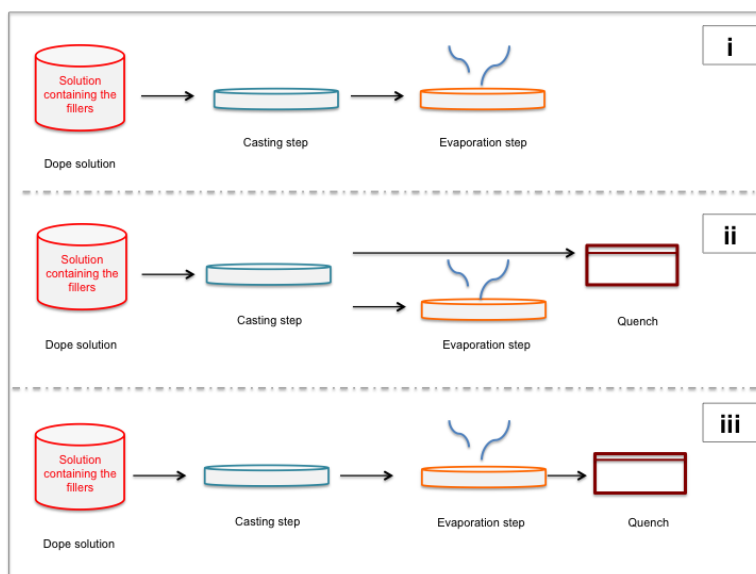 i
Solution
containing the
fillers
Dope solution
Casting step
Evaporation step
ii
Solution
containing the
fillers
Dope solution
Casting step
Evaporation step
Quench
iii
Solution
containing the
fillers
Dope solution
Casting step
Evaporation step
Quench